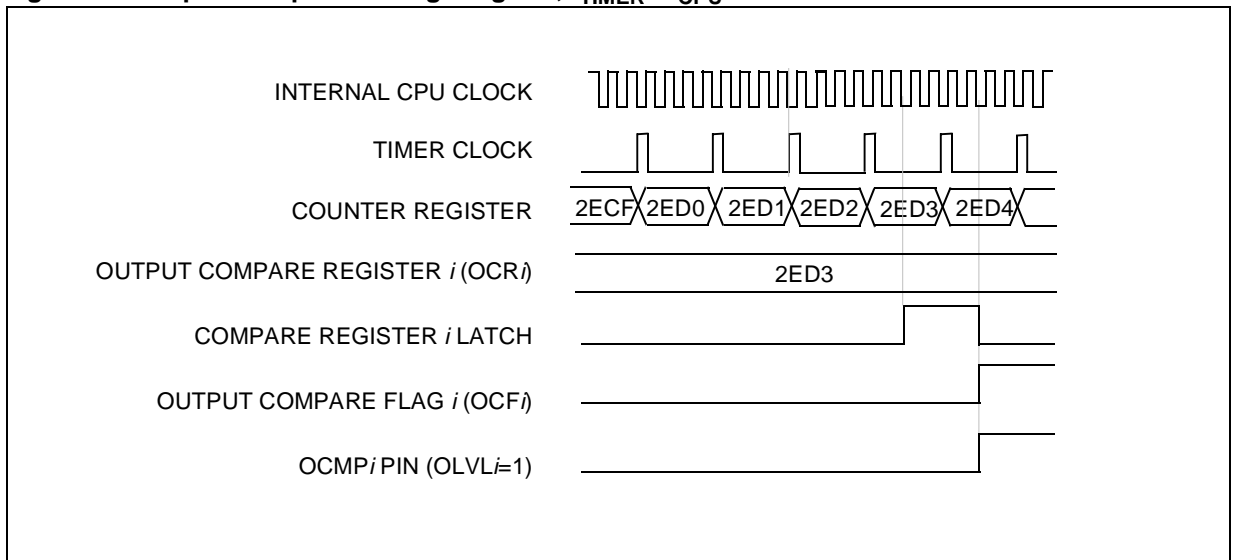 INTERNAL CPU CLOCK
TIMER CLOCK
COUNTER REGISTER 2ECF 2ED0 2ED1 2ED2 2ED3 2ED4
OUTPUT COMPARE REGISTER i (OCRi) 2ED3
COMPARE REGISTER i LATCH
OUTPUT COMPARE FLAG i (OCFi)
OCMPi PIN (OLVLi=1)